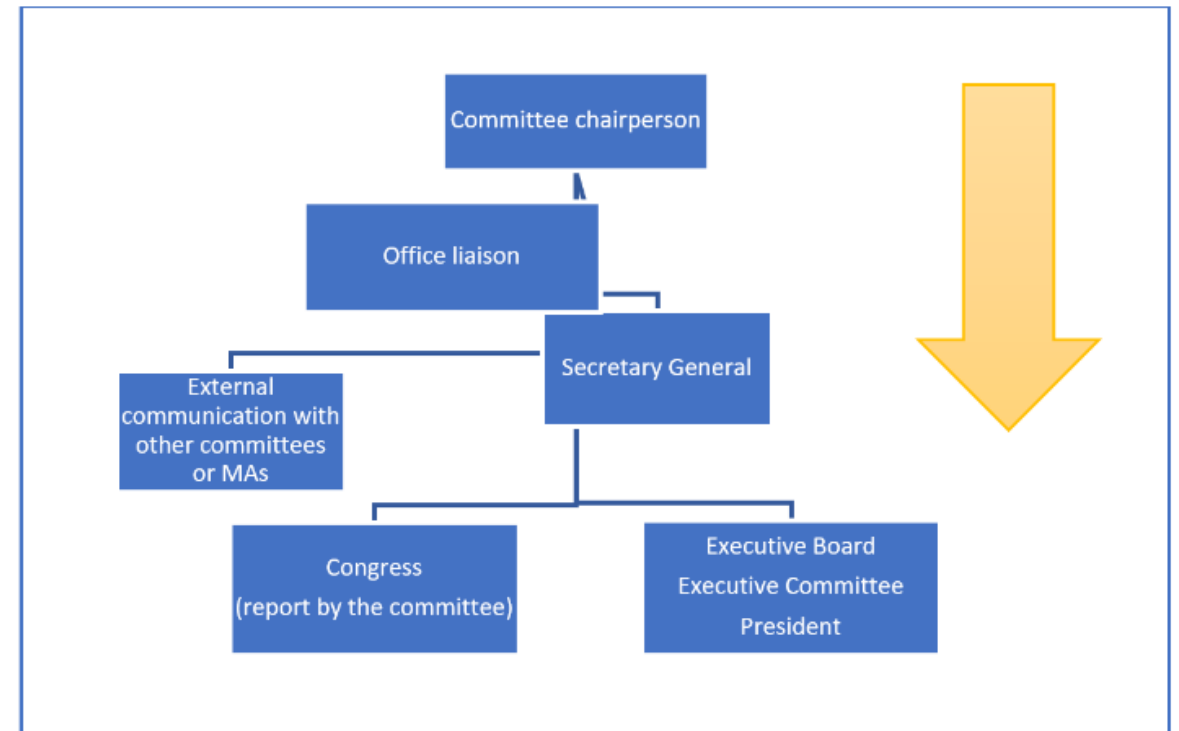 Committee chairperson
Office liaison
Secretary General
External
communication with
other committees
or MAs
Congress
(report by the committee)
Executive Board
Executive Committee
President